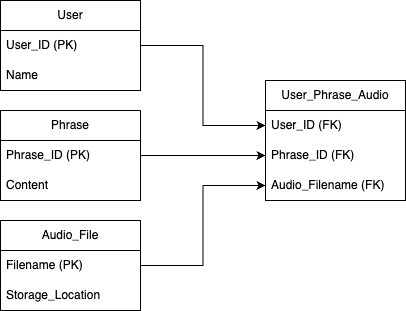 User
User_ID (PK)
Name
Phrase
Phrase_ID (PK)
Content
Audio_File
Filename (PK)
Storage_Location
User_Phrase_Audio
User_ID (FK)
Phrase_ID (FK)
Audio_Filename (FK)